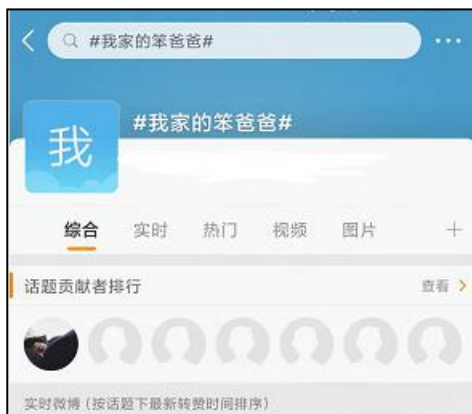 #我家的笨爸爸#
#我家的笨爸爸#
我
综合 实时 热门 视频 图片
话题贡献者排行 查看
实时微博(按话题下最新转赞时间排序)